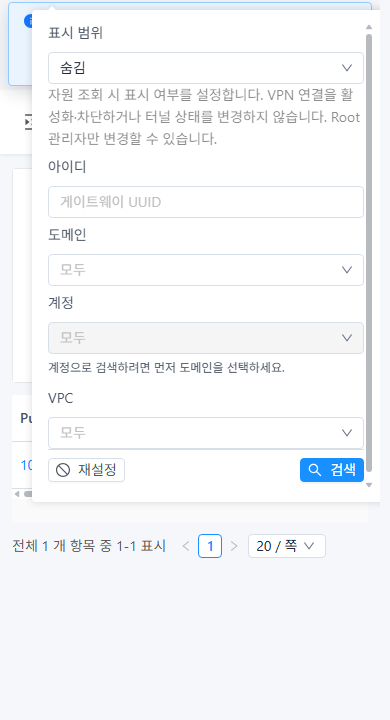 표시 범위
숨김
자원 조회 시 표시 여부를 설정합니다. VPN 연결을 활
성화·차단하거나 터널 상태를 변경하지 않습니다. Root
관리자만 변경할 수 있습니다.
아이디
게이트웨이 UUID
도메인
모두
계정
모두
계정으로 검색하려면 먼저 도메인을 선택하세요.
VPC
모두
재설정
검색
Pu
10
전체 1 개 항목 중 1-1 표시
1
20 / 쪽